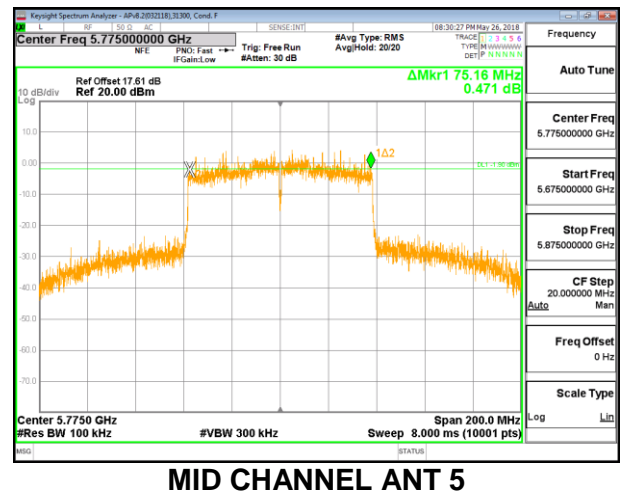 Keysight Spectrum Analyzer - APv8.2(032118),31300, Cond. F
L RF 50 Ω AC SENSE:INT 08:30:27 PM May 26, 2018
Center Freq 5.775000000 GHz
NFE PNO: Fast Trig: Free Run #Avg Type: RMS TRACE 1 2 3 4 5 6
IFGain:Low #Atten: 30 dB Avg|Hold: 20/20 TYPE M WWWWW
DET P N N N N N
Ref Offset 17.61 dB ΔMkr1 75.16 MHz
10 dB/div Ref 20.00 dBm 0.471 dB
Log
10.0
0.00
-10.0
-20.0
-30.0
-40.0
-50.0
-60.0
-70.0
1Δ2
Center 5.7750 GHz Span 200.0 MHz
#Res BW 100 kHz #VBW 300 kHz Sweep 8.000 ms (10001 pts)
MSG STATUS
Frequency
Auto Tune
Center Freq
5.775000000 GHz
Start Freq
5.675000000 GHz
Stop Freq
5.875000000 GHz
CF Step
20.000000 MHz
Auto Man
Freq Offset
0 Hz
Scale Type
Log Lin
MID CHANNEL ANT 5